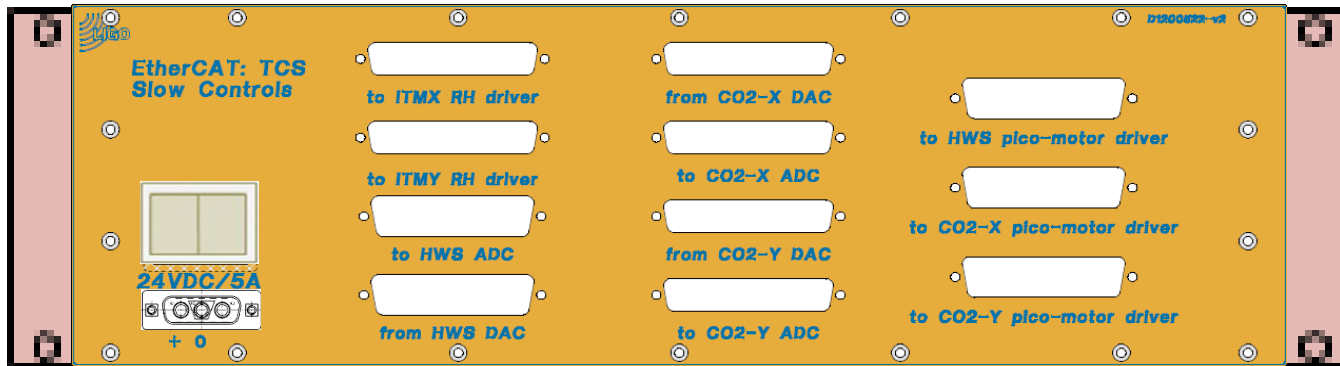 LIGO
D1200622-v2
EtherCAT: TCS
Slow Controls
24VDC/5A
+ 0
to ITMX RH driver
to ITMY RH driver
to HWS ADC
from HWS DAC
from CO2-X DAC
to CO2-X ADC
from CO2-Y DAC
to CO2-Y ADC
to HWS pico-motor driver
to CO2-X pico-motor driver
to CO2-Y pico-motor driver